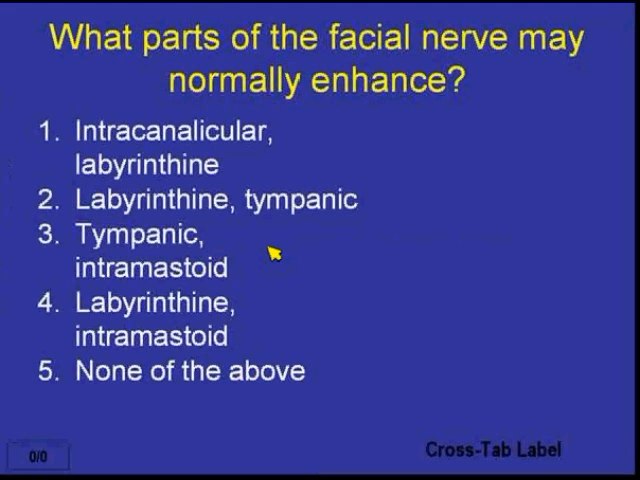 What parts of the facial nerve may
normally enhance?
1. Intracanalicular,
labyrinthine
2. Labyrinthine, tympanic
3. Tympanic,
intramastoid
4. Labyrinthine,
intramastoid
5. None of the above
0/0
Cross-Tab Label